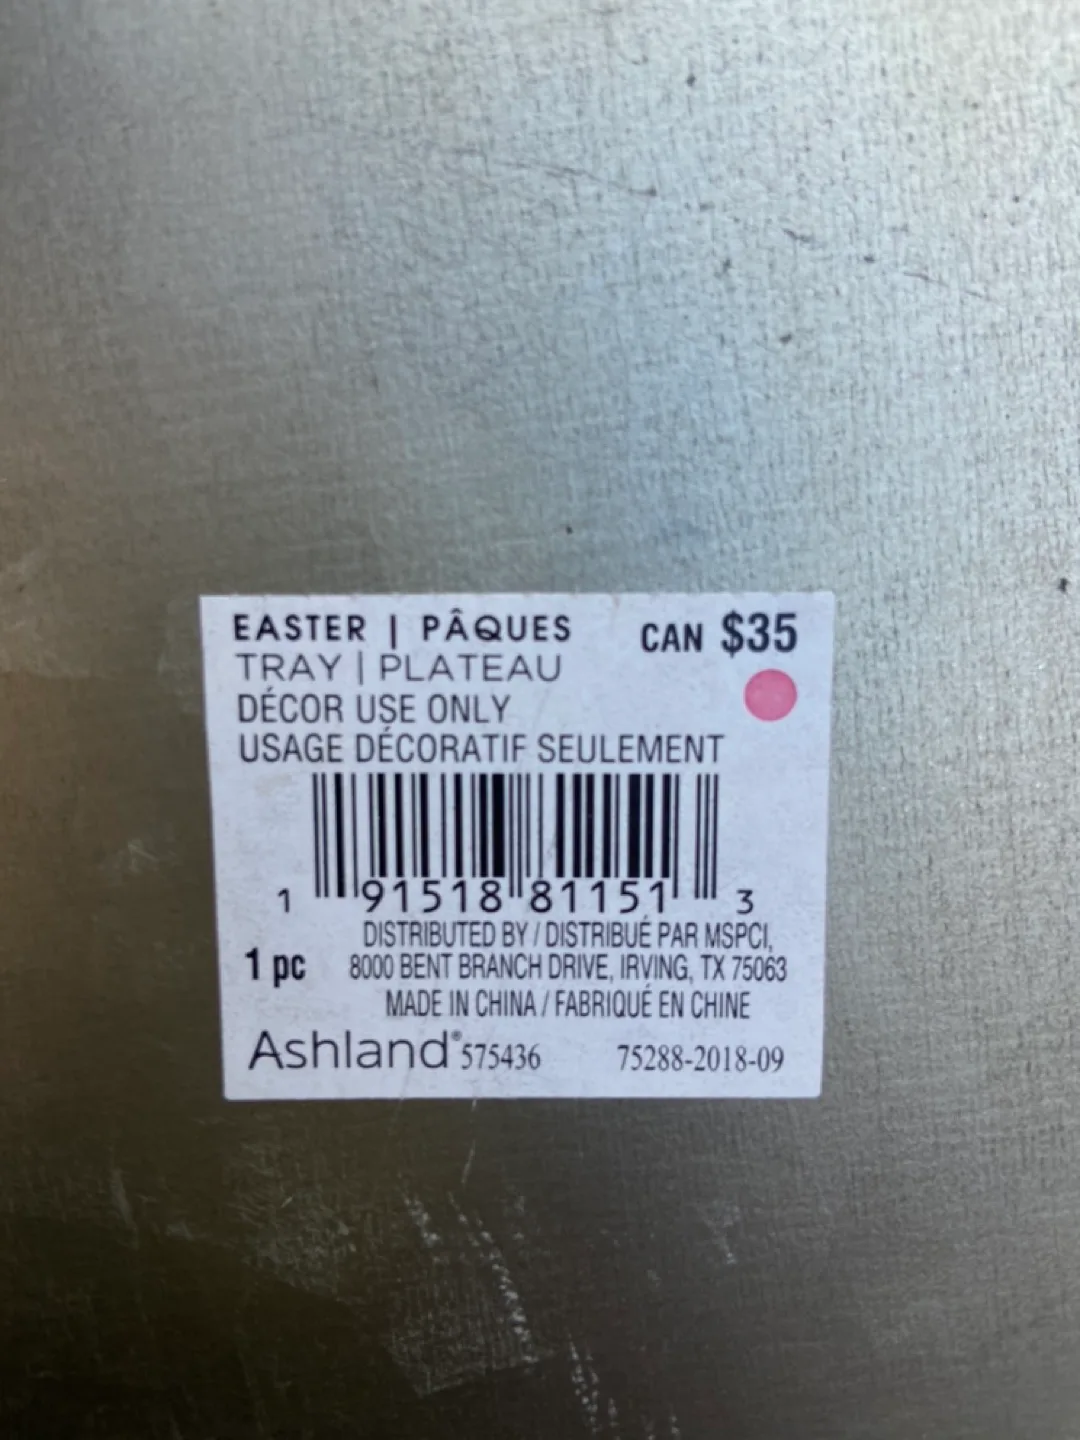 EASTER | PÂQUES CAN $35
TRAY | PLATEAU
DÉCOR USE ONLY
USAGE DÉCORATIF SEULEMENT
1 91518 81151 3
DISTRIBUTED BY / DISTRIBUÉ PAR MSPCI,
1 pc 8000 BENT BRANCH DRIVE, IRVING, TX 75063
MADE IN CHINA / FABRIQUÉ EN CHINE
Ashland® 575436 75288-2018-09